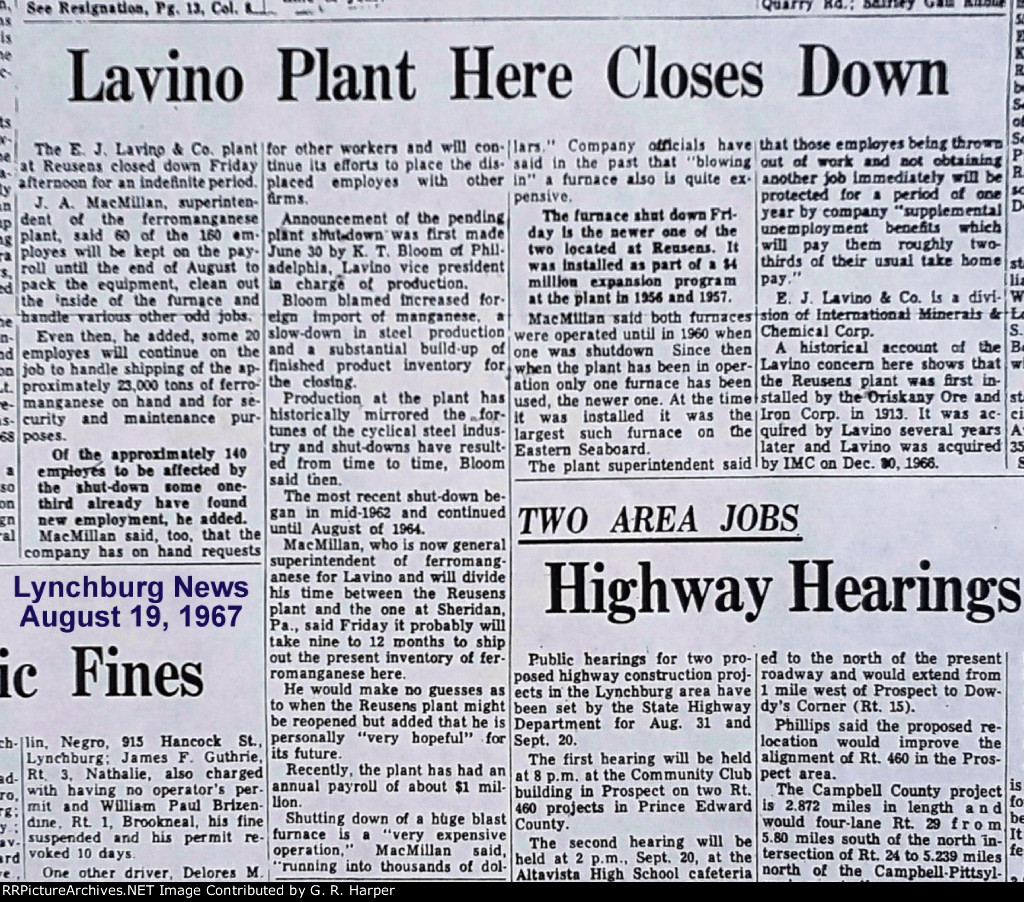 See Resignation, Pg. 13, Col. 8
Quarry Rd.; Shirley Gail
Lavino Plant Here Closes Down
The E. J. Lavino & Co. plant
at Reusens closed down Friday
afternoon for an indefinite period.
J. A. MacMillan, superinten-
dent of the ferromanganese
plant, said 60 of the 160 em-
ployes will be kept on the pay-
roll until the end of August to
pack the equipment, clean out
the inside of the furnace and
handle various other odd jobs.
Even then, he added, some 20
employes will continue on the
job to handle shipping of the ap-
proximately 23,000 tons of ferro-
manganese on hand and for se-
curity and maintenance pur-
poses.
Of the approximately 140
employes to be affected by
the shut-down some one-
third already have found
new employment, he added.
MacMillan said, too, that the
company has on hand requests
for other workers and will con-
tinue its efforts to place the dis-
placed employes with other
firms.
Announcement of the pending
plant shut-down was first made
June 30 by K. T. Bloom of Phil-
adelphia, Lavino vice president
in charge of production.
Bloom blamed increased for-
eign import of manganese, a
slow-down in steel production
and a substantial build-up of
finished product inventory for
the closing.
Production at the plant has
historically mirrored the for-
tunes of the cyclical steel indus-
try and shut-downs have result-
ed from time to time, Bloom
said then.
The most recent shut-down be-
gan in mid-1962 and continued
until August of 1964.
MacMillan, who is now general
superintendent of ferromang-
anese for Lavino and will divide
his time between the Reusens
plant and the one at Sheridan,
Pa., said Friday it probably will
take nine to 12 months to ship
out the present inventory of fer-
romanganese here.
He would make no guesses as
to when the Reusens plant might
be reopened but added that he is
personally "very hopeful" for
its future.
Recently, the plant has had an
annual payroll of about $1 mil-
lion.
Shutting down of a huge blast
furnace is a "very expensive
operation," MacMillan said,
"running into thousands of dol-
lars." Company officials have
said in the past that "blowing
in" a furnace also is quite ex-
pensive.
The furnace shut down Fri-
day is the newer one of the
two located at Reusens. It
was installed as part of a $4
million expansion program
at the plant in 1956 and 1957.
MacMillan said both furnaces
were operated until in 1960 when
one was shutdown Since then
when the plant has been in oper-
ation only one furnace has been
used, the newer one. At the time
it was installed it was the
largest such furnace on the
Eastern Seaboard.
The plant superintendent said
that those employes being thrown
out of work and not obtaining
another job immediately will be
protected for a period of one
year by company "supplemental
unemployment benefits which
will pay them roughly two-
thirds of their usual take home
pay."
E. J. Lavino & Co. is a divi-
sion of International Minerals &
Chemical Corp.
A historical account of the
Lavino concern here shows that
the Reusens plant was first in-
stalled by the Oriskany Ore and
Iron Corp. in 1913. It was ac-
quired by Lavino several years
later and Lavino was acquired
by IMC on Dec. 30, 1966.
Lynchburg News
August 19, 1967
ic Fines
lin, Negro, 915 Hancock St.,
Lynchburg; James F. Guthrie,
Rt. 3, Nathalie, also charged
with having no operator's per-
mit and William Paul Brizen-
dine, Rt. 1, Brookneal, his fine
suspended and his permit re-
voked 10 days.
One other driver, Delores M.
TWO AREA JOBS
Highway Hearings
Public hearings for two pro-
posed highway construction proj-
ects in the Lynchburg area have
been set by the State Highway
Department for Aug. 31 and
Sept. 20.
The first hearing will be held
at 8 p.m. at the Community Club
building in Prospect on two Rt.
460 projects in Prince Edward
County.
The second hearing will be
held at 2 p.m., Sept. 20, at the
Altavista High School cafeteria
ed to the north of the present
roadway and would extend from
1 mile west of Prospect to Dow-
dy's Corner (Rt. 15).
Phillips said the proposed re-
location would improve the
alignment of Rt. 460 in the Pros-
pect area.
The Campbell County project
is 2.872 miles in length and
would four-lane Rt. 29 from
5.80 miles south of the north in-
tersection of Rt. 24 to 5.239 miles
north of the Campbell-Pittsyl-
RRPictureArchives.NET Image Contributed by G. R. Harper